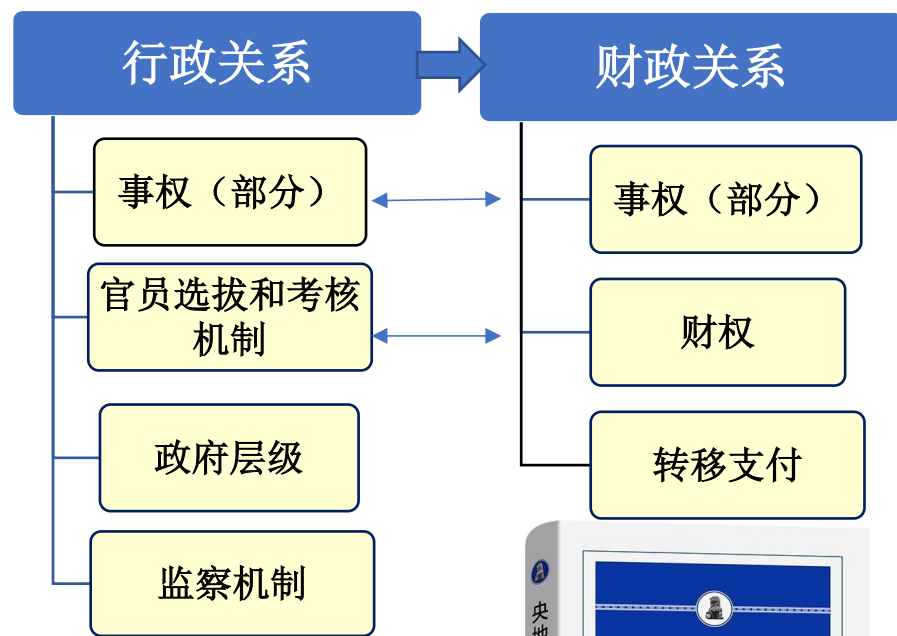 行政关系
财政关系
事权（部分）
官员选拔和考核
机制
政府层级
监察机制
事权（部分）
财权
转移支付
央地